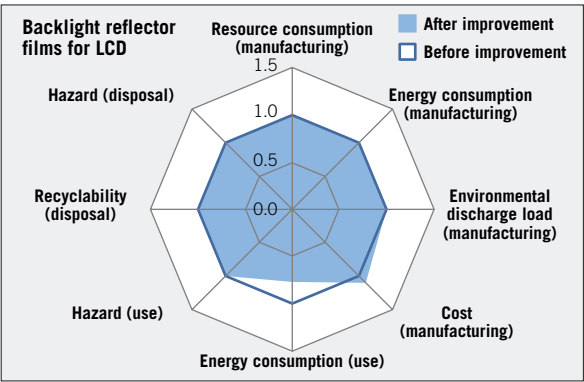 Backlight reflector
films for LCD
After improvement
Before improvement
Resource consumption
(manufacturing)
Energy consumption
(manufacturing)
Environmental
discharge load
(manufacturing)
Cost
(manufacturing)
Energy consumption (use)
Hazard (use)
Recyclability
(disposal)
Hazard (disposal)
1.5
1.0
0.5
0.0